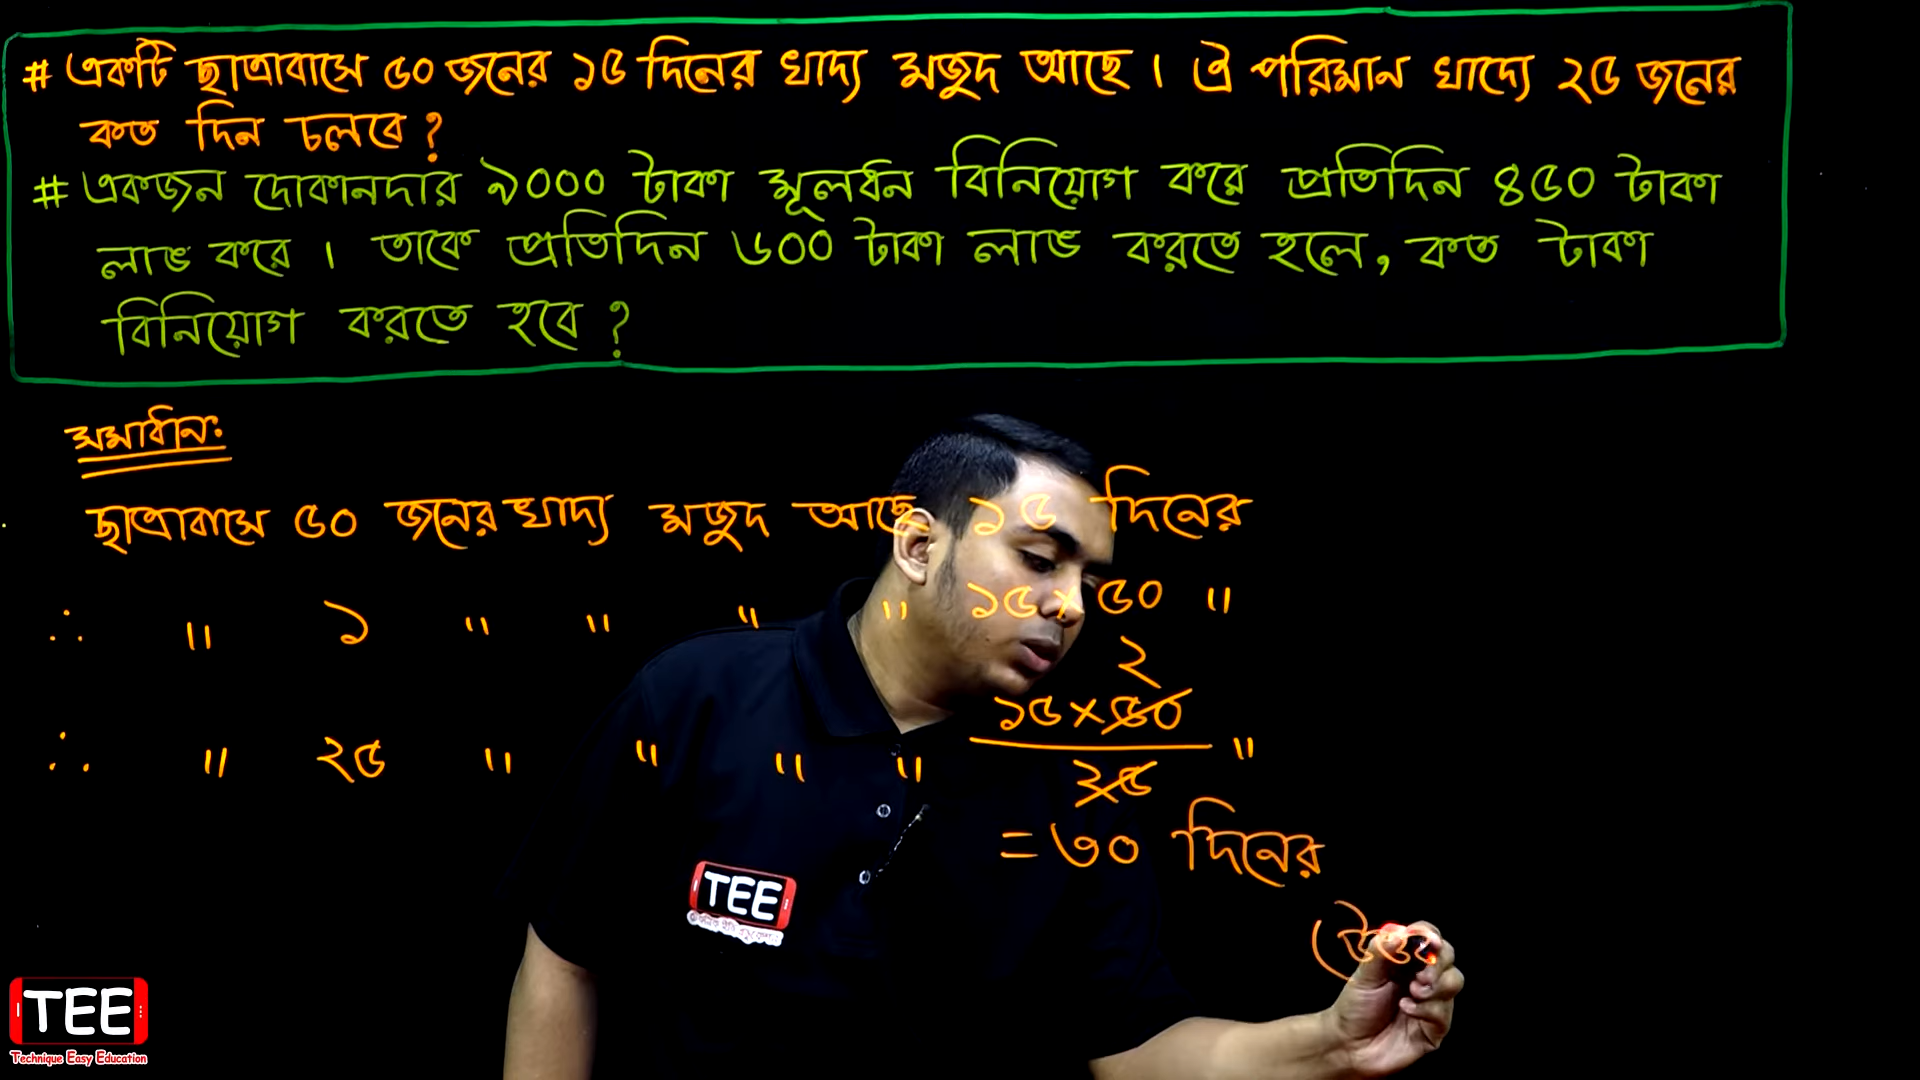 # একটি ছাত্রাবাসে ৫০ জনের ১৫ দিনের খাদ্য মজুদ আছে। ঐ পরিমান খাদ্যে ২৫ জনের
কত দিন চলবে?
# একজন দোকানদার ৯০০০ টাকা মূলধন বিনিয়োগ করে প্রতিদিন ৪৫০ টাকা
লাভ করে। তাকে প্রতিদিন ৬০০ টাকা লাভ করতে হলে, কত টাকা
বিনিয়োগ করতে হবে?
সমাধান:
ছাত্রাবাসে ৫০ জনের খাদ্য মজুদ আছে ১৫ দিনের
∴ " ১ " " " " ১৫×৫০ "
২
১৫×৫০
∴ " ২৫ " " " " "
২৫
=৩০ দিনের
TEE
TEE
Technique Easy Education